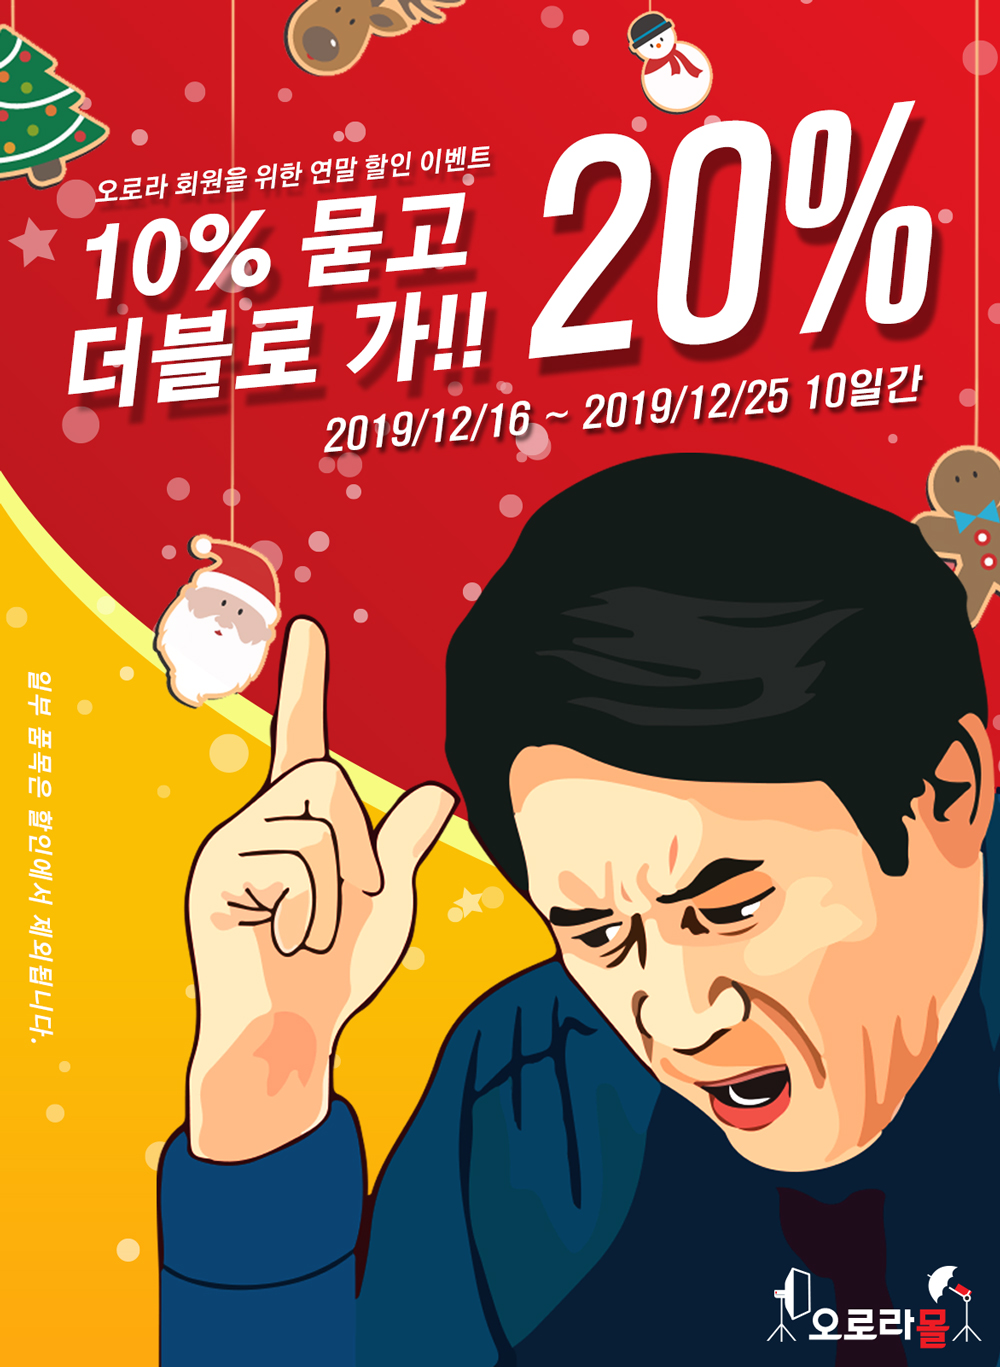 오로라 회원을 위한 연말 할인 이벤트
10% 묻고
더블로 가!!
20%
2019/12/16 ~ 2019/12/25 10일간
일부 품목은 할인에서 제외됩니다.
오로라몰